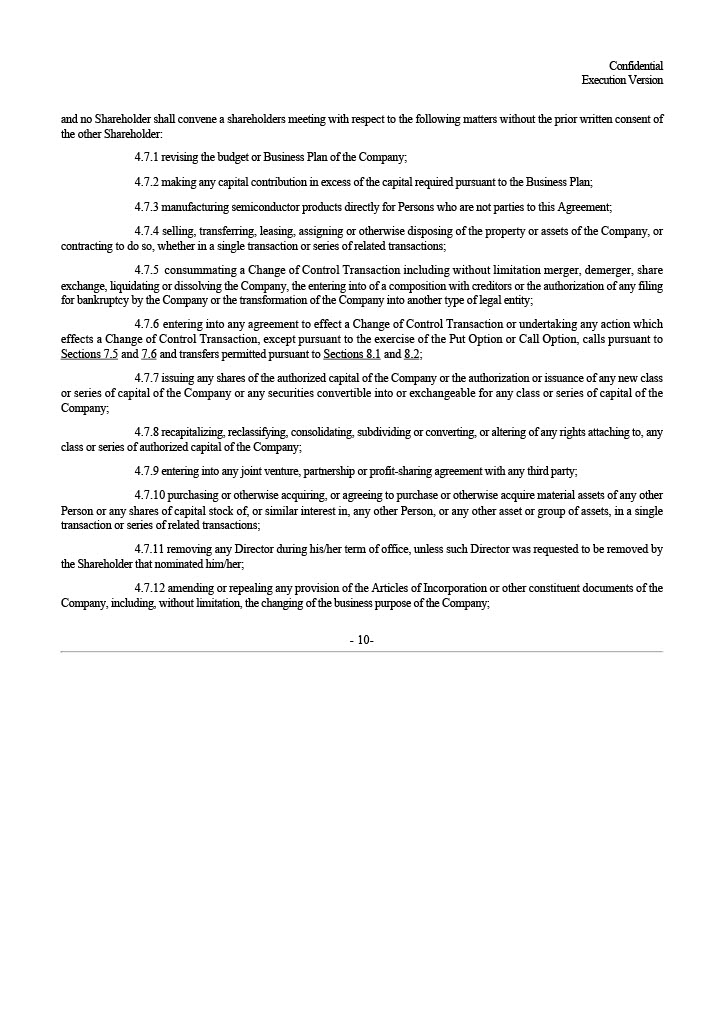 Confidential
Execution Version
and no Shareholder shall convene a shareholders meeting with respect to the following matters without the prior written consent of
the other Shareholder:
4.7.1 revising the budget or Business Plan of the Company;
4.7.2 making any capital contribution in excess of the capital required pursuant to the Business Plan;
4.7.3 manufacturing semiconductor products directly for Persons who are not parties to this Agreement;
4.7.4 selling, transferring, leasing, assigning or otherwise disposing of the property or assets of the Company, or
contracting to do so, whether in a single transaction or series of related transactions;
4.7.5 consummating a Change of Control Transaction including without limitation merger, demerger, share
exchange, liquidating or dissolving the Company, the entering into of a composition with creditors or the authorization of any filing
for bankruptcy by the Company or the transformation of the Company into another type of legal entity;
4.7.6 entering into any agreement to effect a Change of Control Transaction or undertaking any action which
effects a Change of Control Transaction, except pursuant to the exercise of the Put Option or Call Option, calls pursuant to
Sections 7.5 and 7.6 and transfers permitted pursuant to Sections 8.1 and 8.2;
4.7.7 issuing any shares of the authorized capital of the Company or the authorization or issuance of any new class
or series of capital of the Company or any securities convertible into or exchangeable for any class or series of capital of the
Company;
4.7.8 recapitalizing, reclassifying, consolidating, subdividing or converting, or altering of any rights attaching to, any
class or series of authorized capital of the Company;
4.7.9 entering into any joint venture, partnership or profit-sharing agreement with any third party;
4.7.10 purchasing or otherwise acquiring, or agreeing to purchase or otherwise acquire material assets of any other
Person or any shares of capital stock of, or similar interest in, any other Person, or any other asset or group of assets, in a single
transaction or series of related transactions;
4.7.11 removing any Director during his/her term of office, unless such Director was requested to be removed by
the Shareholder that nominated him/her;
4.7.12 amending or repealing any provision of the Articles of Incorporation or other constituent documents of the
Company, including, without limitation, the changing of the business purpose of the Company;
- 10-